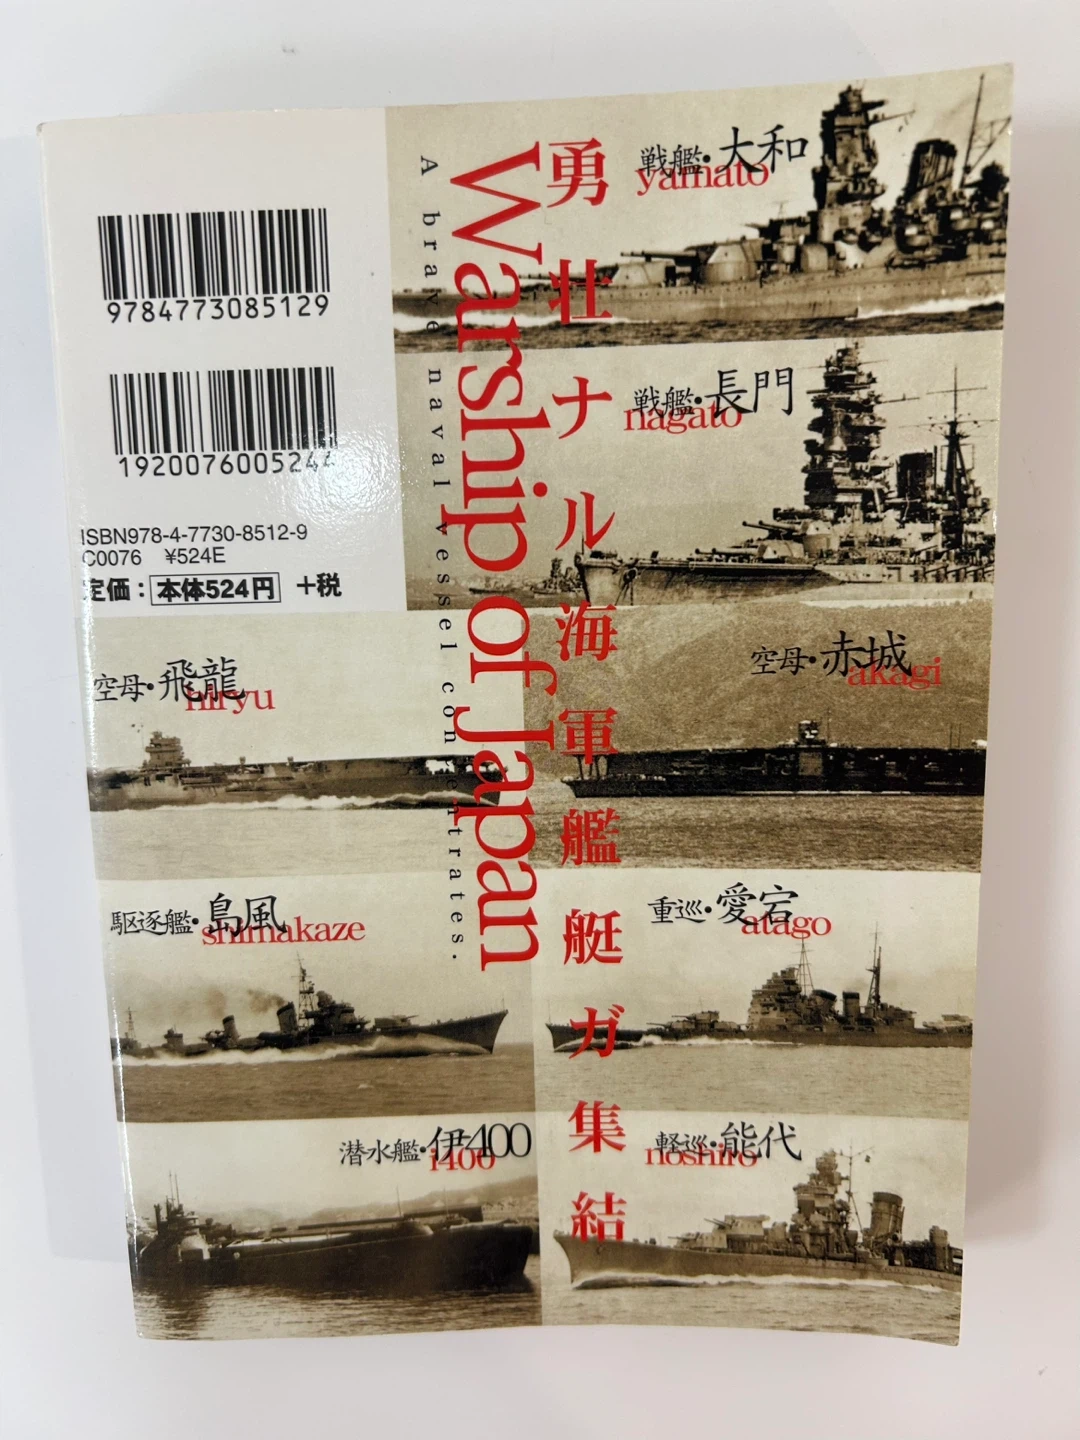 9784773085129
1920076005244
ISBN978-4-7730-8512-9
C0076 ¥524E
定価：本体524円 +税
勇壮ナル海軍艦艇ガ集結
Warship of Japan
A brave naval vessel concentrates.
戦艦・大和
yamato
戦艦・長門
nagato
空母・飛龍
hiryu
空母・赤城
akagi
駆逐艦・島風
shimakaze
重巡・愛宕
atago
潜水艦・伊400
i400
軽巡・能代
noshiro